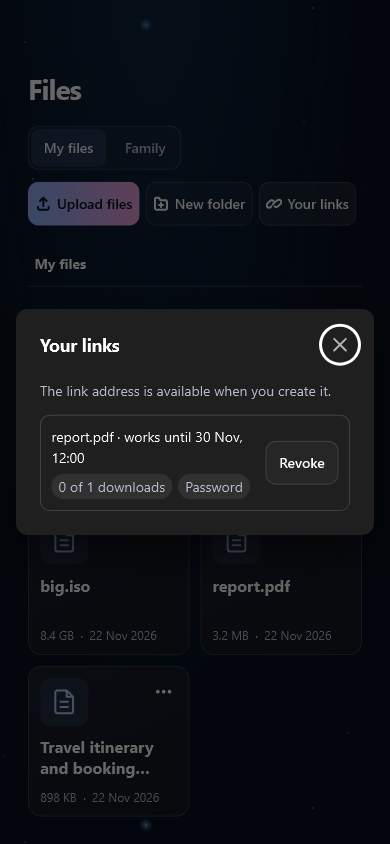 Files
My files
Family
Upload files
New folder
Your links
My files
Your links
The link address is available when you create it.
report.pdf · works until 30 Nov,
12:00
0 of 1 downloads
Password
Revoke
big.iso
report.pdf
8.4 GB · 22 Nov 2026
3.2 MB · 22 Nov 2026
Travel itinerary
and booking...
898 KB · 22 Nov 2026